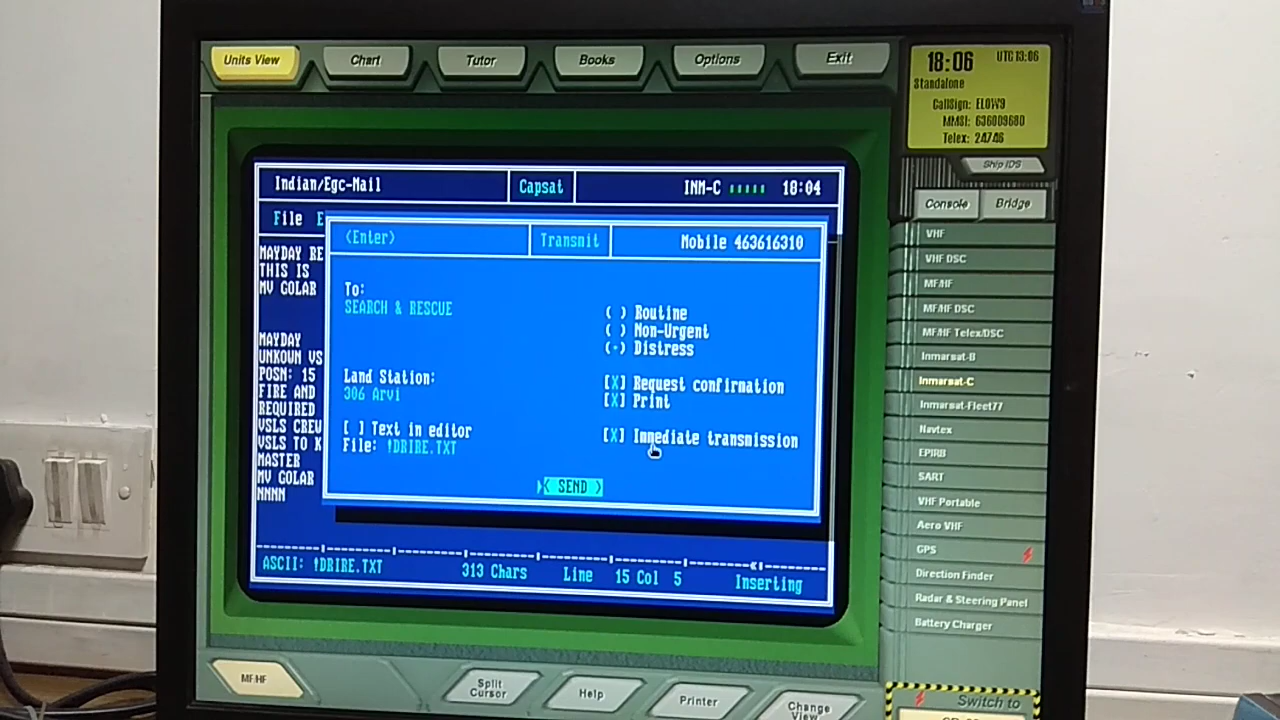 Units View
Chart
Tutor
Books
Options
Exit
18:06 UTC 13:06
Standalone
CallSign: ELOW9
MMSI: 636009680
Telex: 24746
Ship IDS
Console
Bridge
VHF
VHF DSC
MF/HF
MF/HF DSC
MF/HF Telex/DSC
Inmarsat-B
Inmarsat-C
Inmarsat-Fleet77
Navtex
EPIRB
SART
VHF Portable
Aero VHF
GPS
Direction Finder
Radar & Steering Panel
Battery Charger
Switch to
Indian/Egc-Mail
Capsat
INM-C
18:04
File E
<Enter>
Transmit
Mobile 463616310
To:
SEARCH & RESCUE
( ) Routine
( ) Non-Urgent
(·) Distress
Land Station:
306 Arvi
[X] Request confirmation
[X] Print
[ ] Text in editor
File: !DRIRE.TXT
[X] Immediate transmission
< SEND >
MAYDAY RE
THIS IS
MV GOLAR
MAYDAY
UNKOWN VS
POSN: 15
FIRE AND
REQUIRED
VSLS CREW
VSLS TO K
MASTER
MV GOLAR
NNNN
ASCII: !DRIRE.TXT
313 Chars
Line 15 Col 5
Inserting
MF/HF
Split
Cursor
Help
Printer
Change
View